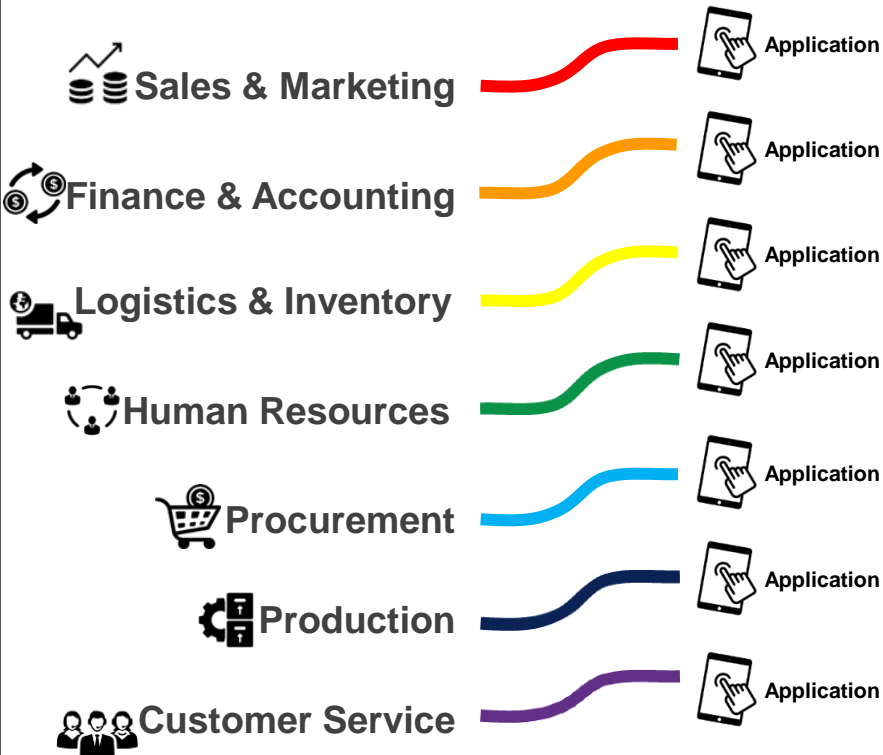 Application
Sales & Marketing
Application
Finance & Accounting
Application
Logistics & Inventory
Application
Human Resources
Application
Procurement
Application
Production
Application
Customer Service